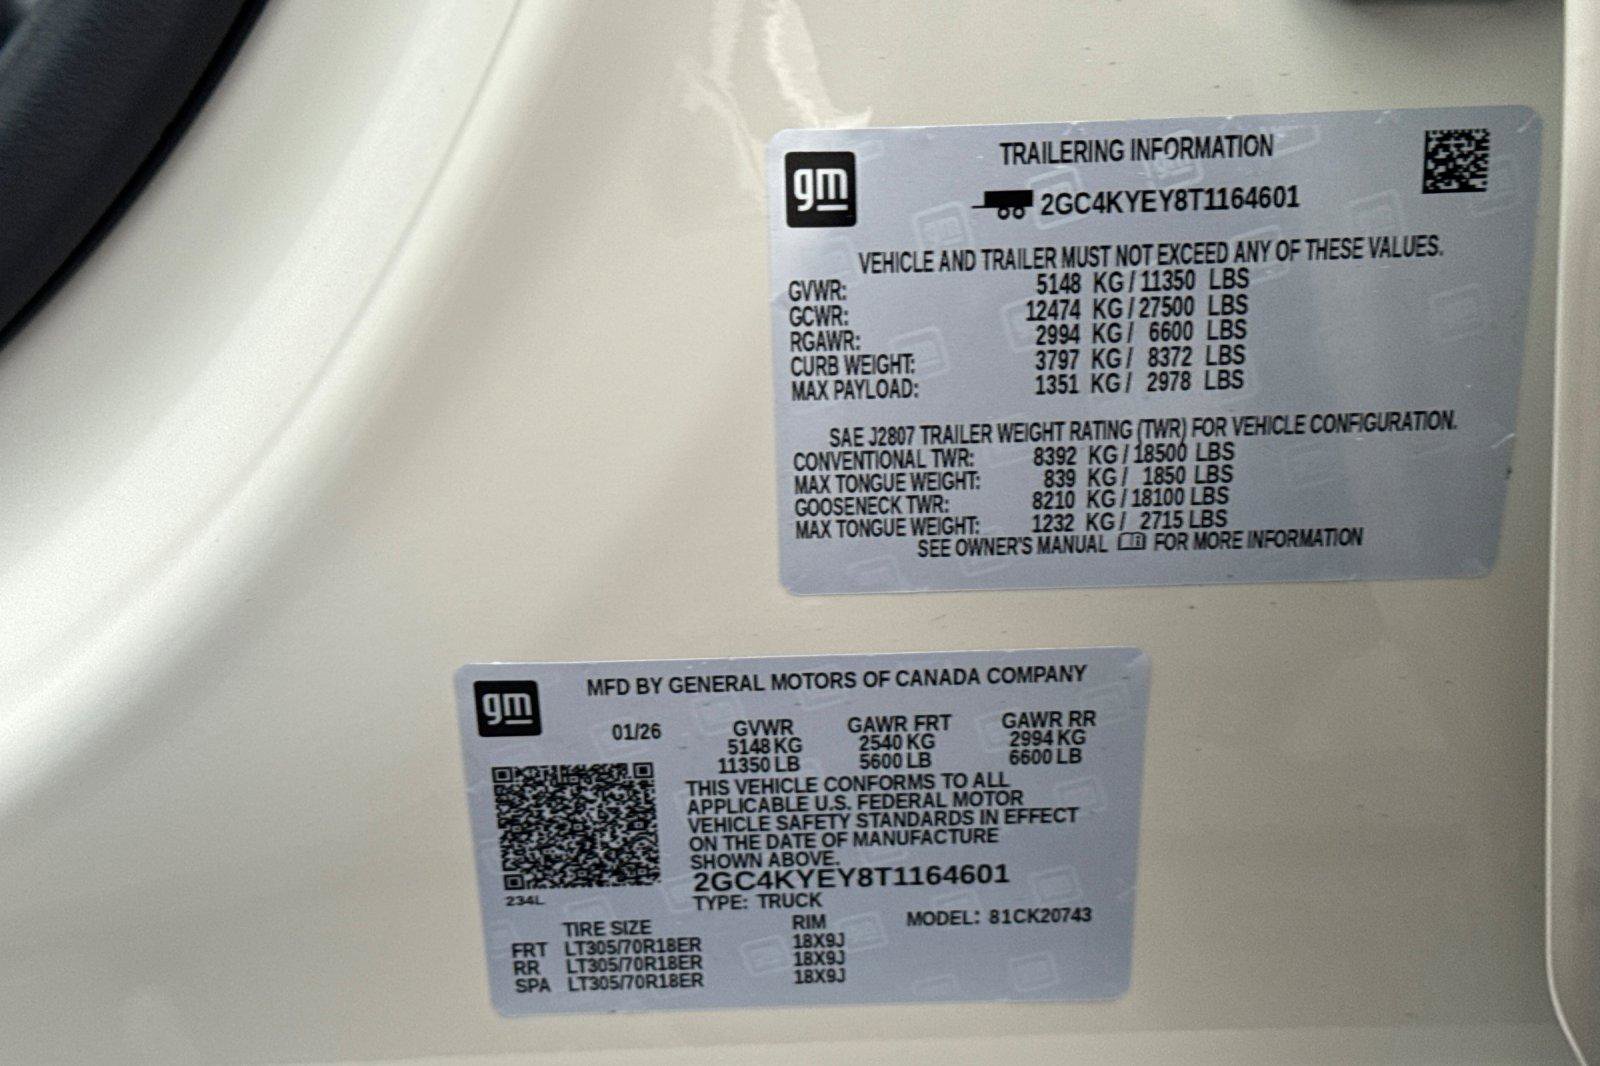 gm
TRAILERING INFORMATION
2GC4KYEY8T1164601
VEHICLE AND TRAILER MUST NOT EXCEED ANY OF THESE VALUES.
GVWR: 5148 KG / 11350 LBS
GCWR: 12474 KG / 27500 LBS
RGAWR: 2994 KG / 6600 LBS
CURB WEIGHT: 3797 KG / 8372 LBS
MAX PAYLOAD: 1351 KG / 2978 LBS
SAE J2807 TRAILER WEIGHT RATING (TWR) FOR VEHICLE CONFIGURATION.
CONVENTIONAL TWR: 8392 KG / 18500 LBS
MAX TONGUE WEIGHT: 839 KG / 1850 LBS
GOOSENECK TWR: 8210 KG / 18100 LBS
MAX TONGUE WEIGHT: 1232 KG / 2715 LBS
SEE OWNER'S MANUAL FOR MORE INFORMATION
gm
MFD BY GENERAL MOTORS OF CANADA COMPANY
01/26 GVWR GAWR FRT GAWR RR
5148 KG 2540 KG 2994 KG
11350 LB 5600 LB 6600 LB
THIS VEHICLE CONFORMS TO ALL
APPLICABLE U.S. FEDERAL MOTOR
VEHICLE SAFETY STANDARDS IN EFFECT
ON THE DATE OF MANUFACTURE
SHOWN ABOVE.
2GC4KYEY8T1164601
234L
TYPE: TRUCK
TIRE SIZE RIM MODEL: 81CK20743
FRT LT305/70R18ER 18X9J
RR LT305/70R18ER 18X9J
SPA LT305/70R18ER 18X9J